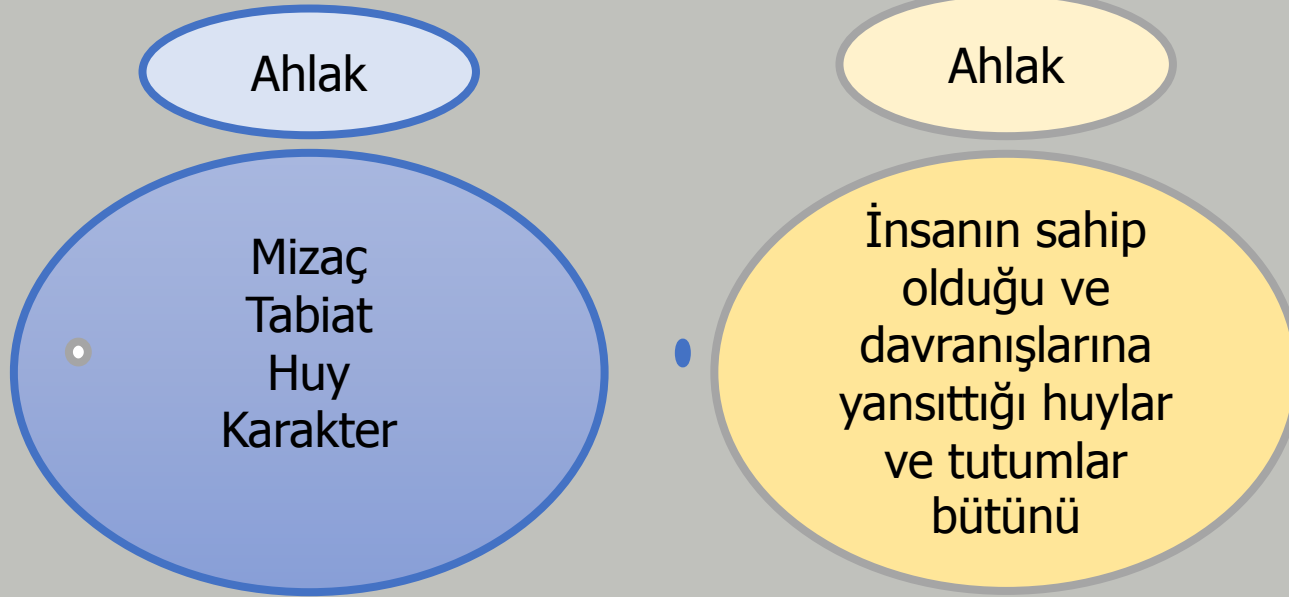 Ahlak
Mizaç
Tabiat
Huy
Karakter
Ahlak
İnsanın sahip
olduğu ve
davranışlarına
yansıttığı huylar
ve tutumlar
bütünü